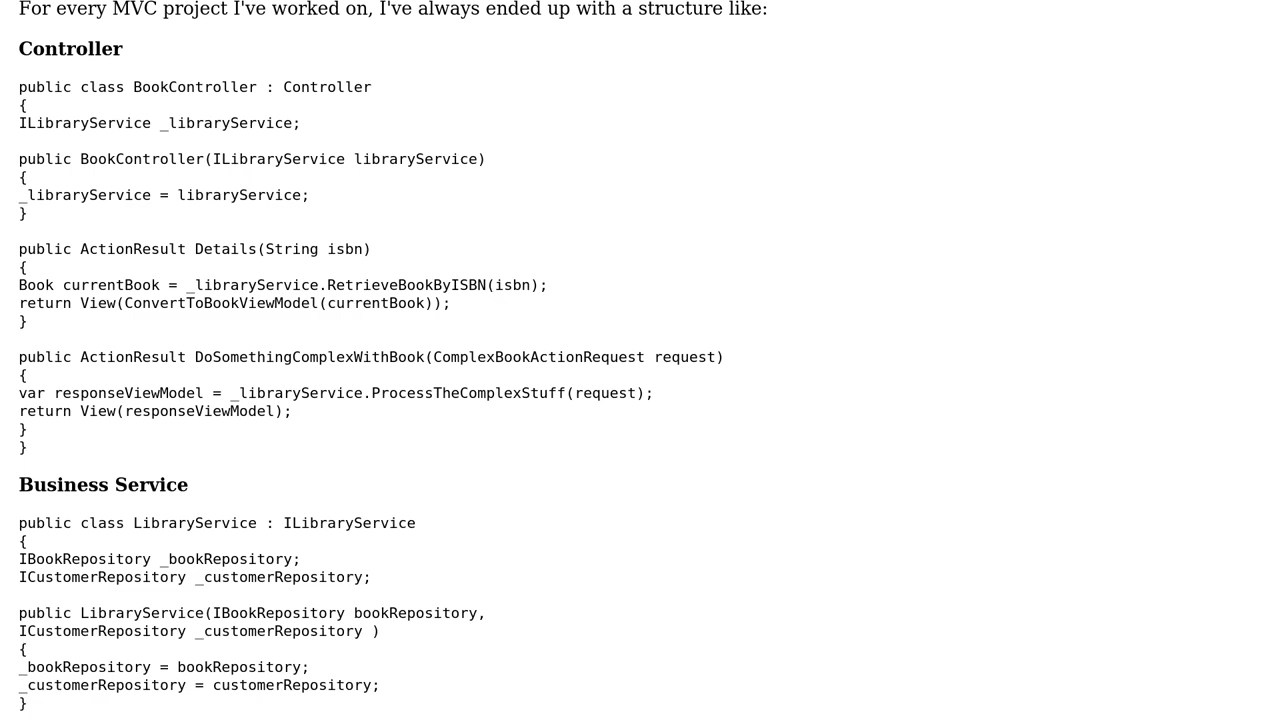 For every MVC project I've worked on, I've always ended up with a structure like:
Controller
public class BookController : Controller
{
ILibraryService _libraryService;
public BookController(ILibraryService libraryService)
{
_libraryService = libraryService;
}
public ActionResult Details(String isbn)
{
Book currentBook = _libraryService.RetrieveBookByISBN(isbn);
return View(ConvertToBookViewModel(currentBook));
}
public ActionResult DoSomethingComplexWithBook(ComplexBookActionRequest request)
{
var responseViewModel = _libraryService.ProcessTheComplexStuff(request);
return View(responseViewModel);
}
}
Business Service
public class LibraryService : ILibraryService
{
IBookRepository _bookRepository;
ICustomerRepository _customerRepository;
public LibraryService(IBookRepository bookRepository,
ICustomerRepository _customerRepository )
{
_bookRepository = bookRepository;
_customerRepository = customerRepository;
}